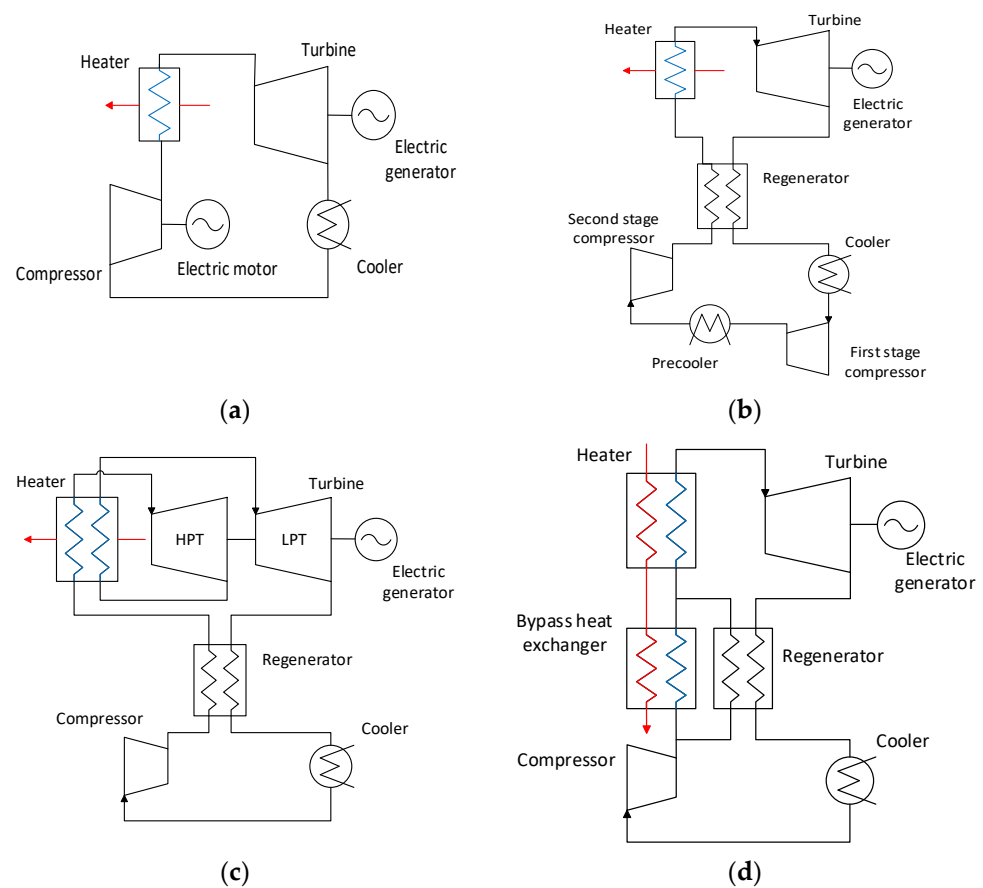 Turbine
Heater
Electric
generator
Compressor
Electric motor
Cooler
(a)
Turbine
Heater
Electric
generator
Regenerator
Second stage
compressor
Cooler
Precooler
First stage
compressor
(b)
Heater
Turbine
HPT
LPT
Electric
generator
Regenerator
Compressor
Cooler
(c)
Heater
Turbine
Electric
generator
Bypass heat
exchanger
Regenerator
Compressor
Cooler
(d)